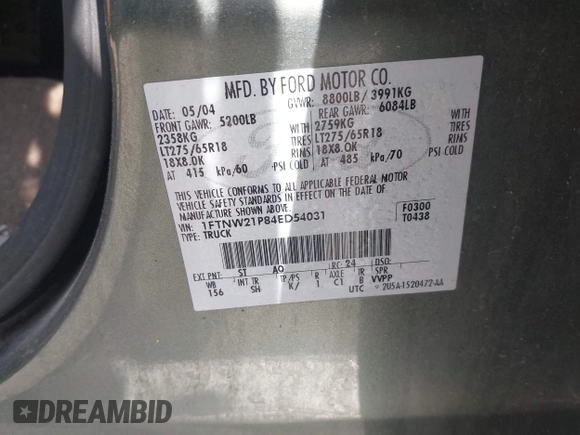 MFD. BY FORD MOTOR CO.
DATE: 05/04 GVWR: 8800LB/ 3991KG
FRONT GAWR: 5200LB REAR GAWR: 6084LB
2358KG 2759KG
LT275/65R18 TIRES LT275/65R18 TIRES
18X8.0K RIMS 18X8.0K RIMS
AT 415 kPa/60 PSI COLD AT 485 kPa/70 PSI COLD
THIS VEHICLE CONFORMS TO ALL APPLICABLE FEDERAL MOTOR
VEHICLE SAFETY STANDARDS IN EFFECT ON THE DATE OF
MANUFACTURE SHOWN ABOVE.
VIN: 1FTNW21P84ED54031 F0300
TYPE: TRUCK T0438
EXT PNT: ST AO RC: 24 DSO:
WB INT TR TP/PS R AXLE TR SPR
156 SH K/ 1 C1 B VVPP
UTC 2U5A-1520472-AA
DREAMBID